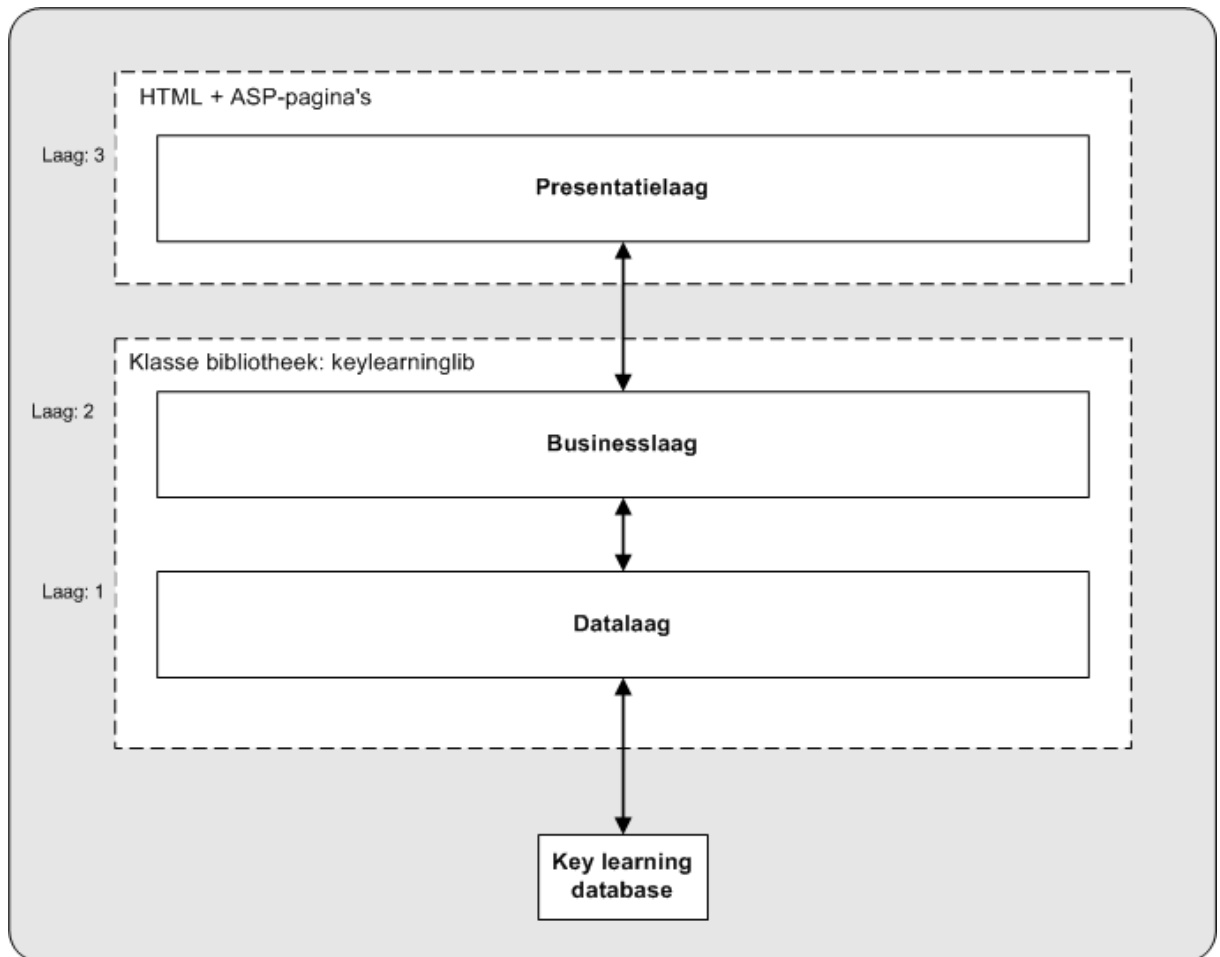 HTML + ASP-pagina's
Laag: 3
Presentatielaag
Klasse bibliotheek: keylearninglib
Laag: 2
Businesslaag
Laag: 1
Datalaag
Key learning
database